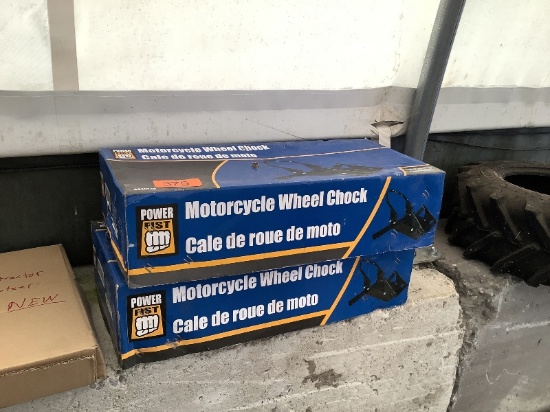 Motorcycle Wheel Chock
Cale de roue de moto
POWER
FIST
Motorcycle Wheel Chock
Cale de roue de moto
POWER
FIST
Motorcycle Wheel Chock
Cale de roue de moto
NEW